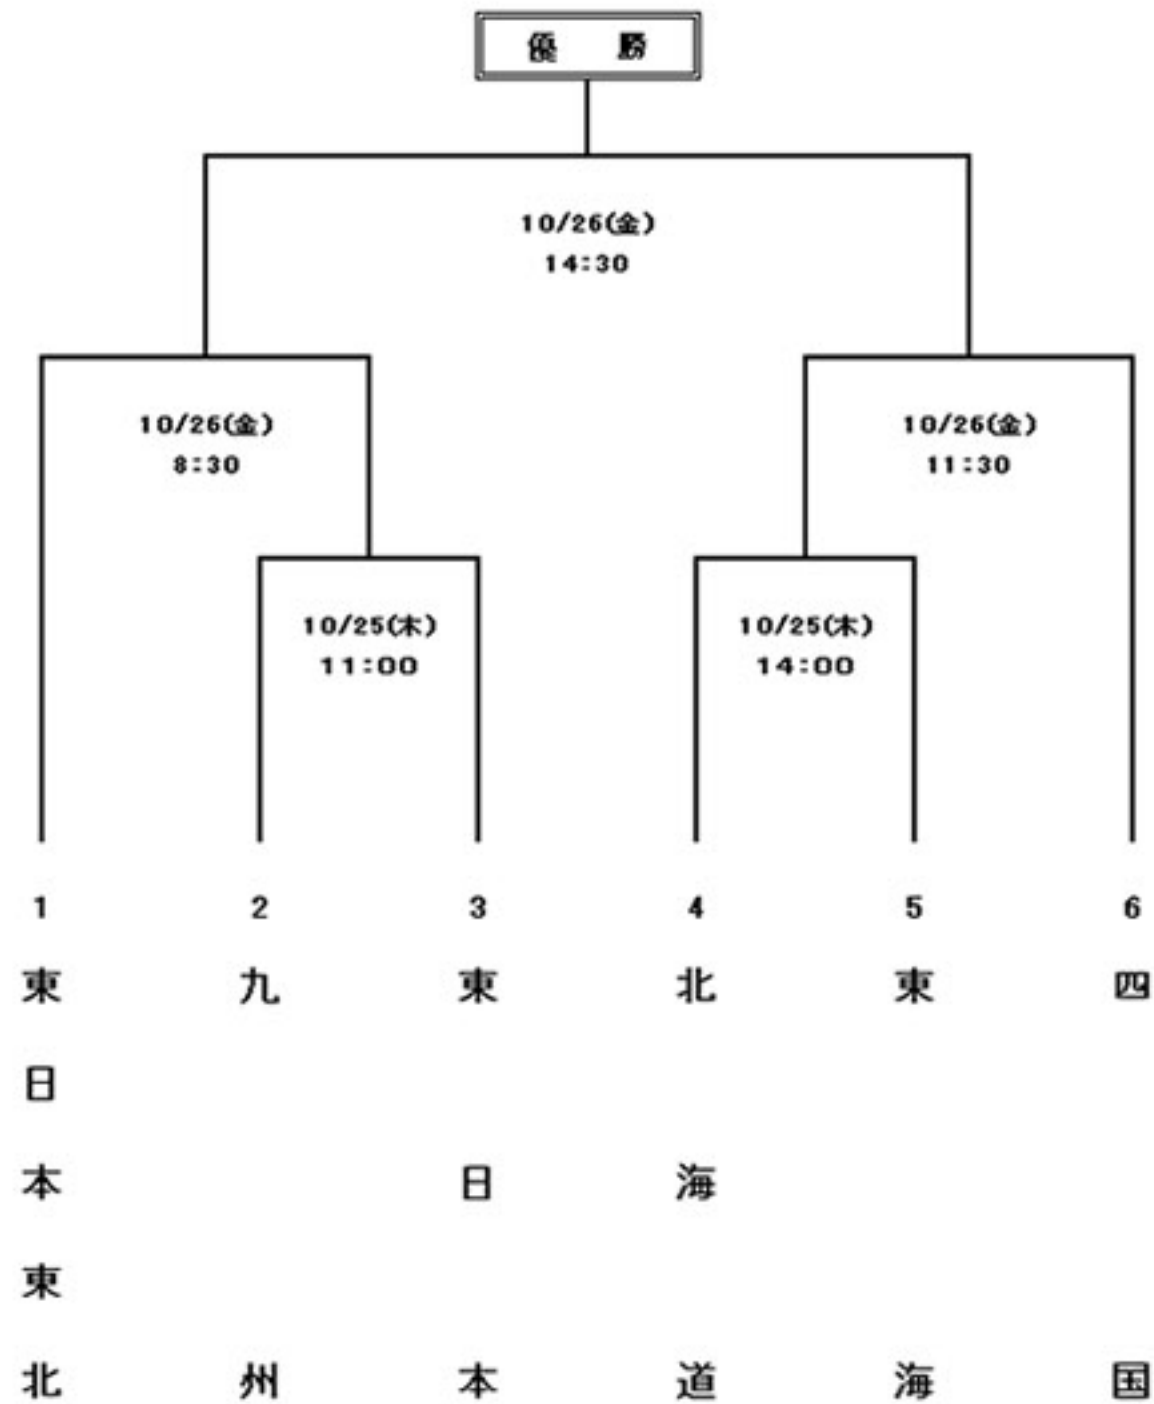 優 勝
10/26(金)
14:30
10/26(金)
8:30
10/26(金)
11:30
10/25(木)
11:00
10/25(木)
14:00
1
2
3
4
5
6
東日本東北
九州
東日本
北海道
東海
四国